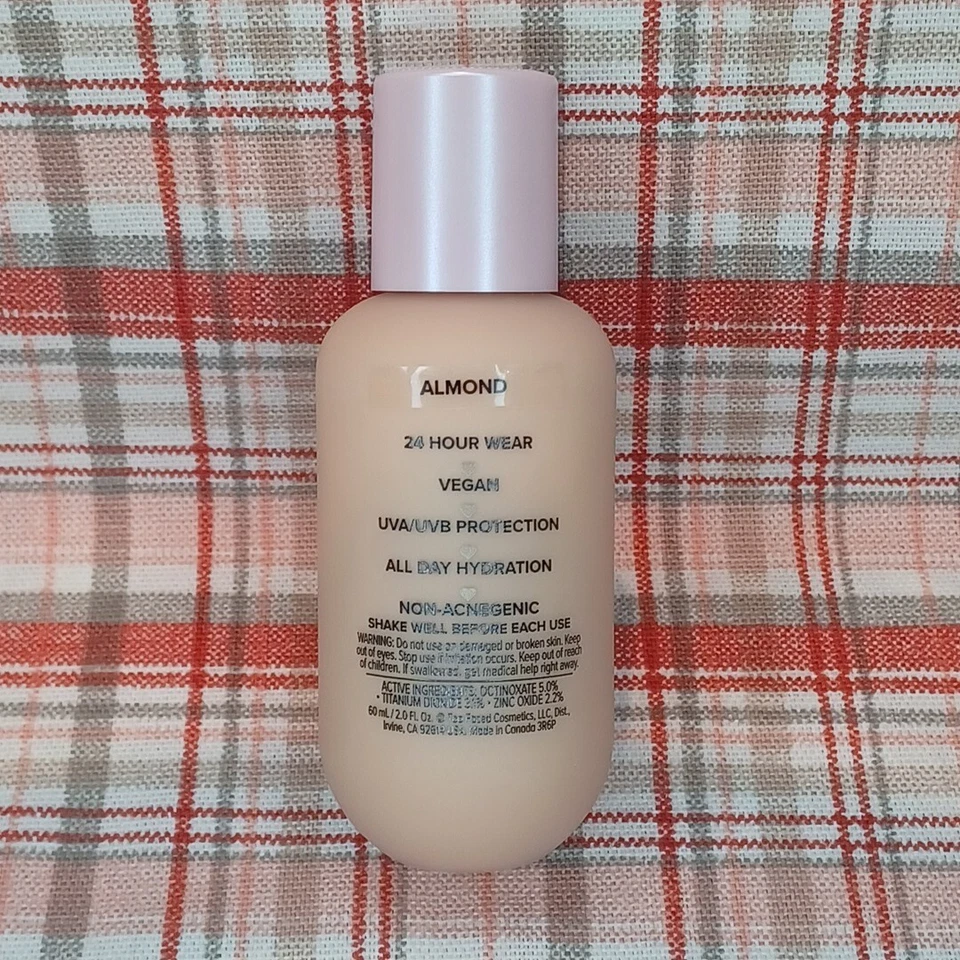 ALMOND
24 HOUR WEAR
VEGAN
UVA/UVB PROTECTION
ALL DAY HYDRATION
NON-ACNEGENIC
SHAKE WELL BEFORE EACH USE
WARNING: Do not use on damaged or broken skin. Keep
out of eyes. Stop use if irritation occurs. Keep out of reach
of children. If swallowed, get medical help right away.
ACTIVE INGREDIENTS: OCTINOXATE 5.0%
• TITANIUM DIOXIDE • ZINC OXIDE 2.2%
60 mL / 2.0 Fl. Oz. © Too Faced Cosmetics, LLC, Dist.,
Irvine, CA USA. Made in Canada 3R6P